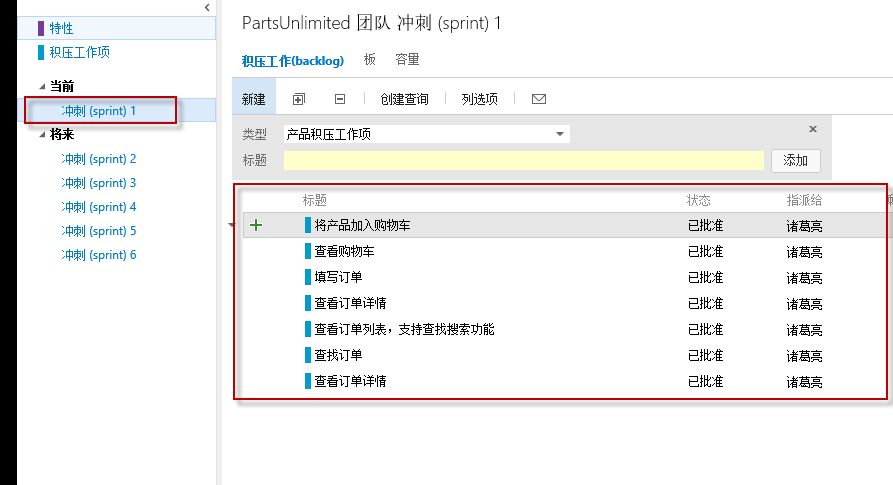 特性
积压工作项
当前
冲刺 (sprint) 1
将来
冲刺 (sprint) 2
冲刺 (sprint) 3
冲刺 (sprint) 4
冲刺 (sprint) 5
冲刺 (sprint) 6
PartsUnlimited 团队 冲刺 (sprint) 1
积压工作(backlog) 板 容量
新建 创建查询 列选项
类型 产品积压工作项
标题 添加
标题 状态 指派给
将产品加入购物车 已批准 诸葛亮
查看购物车 已批准 诸葛亮
填写订单 已批准 诸葛亮
查看订单详情 已批准 诸葛亮
查看订单列表，支持查找搜索功能 已批准 诸葛亮
查找订单 已批准 诸葛亮
查看订单详情 已批准 诸葛亮